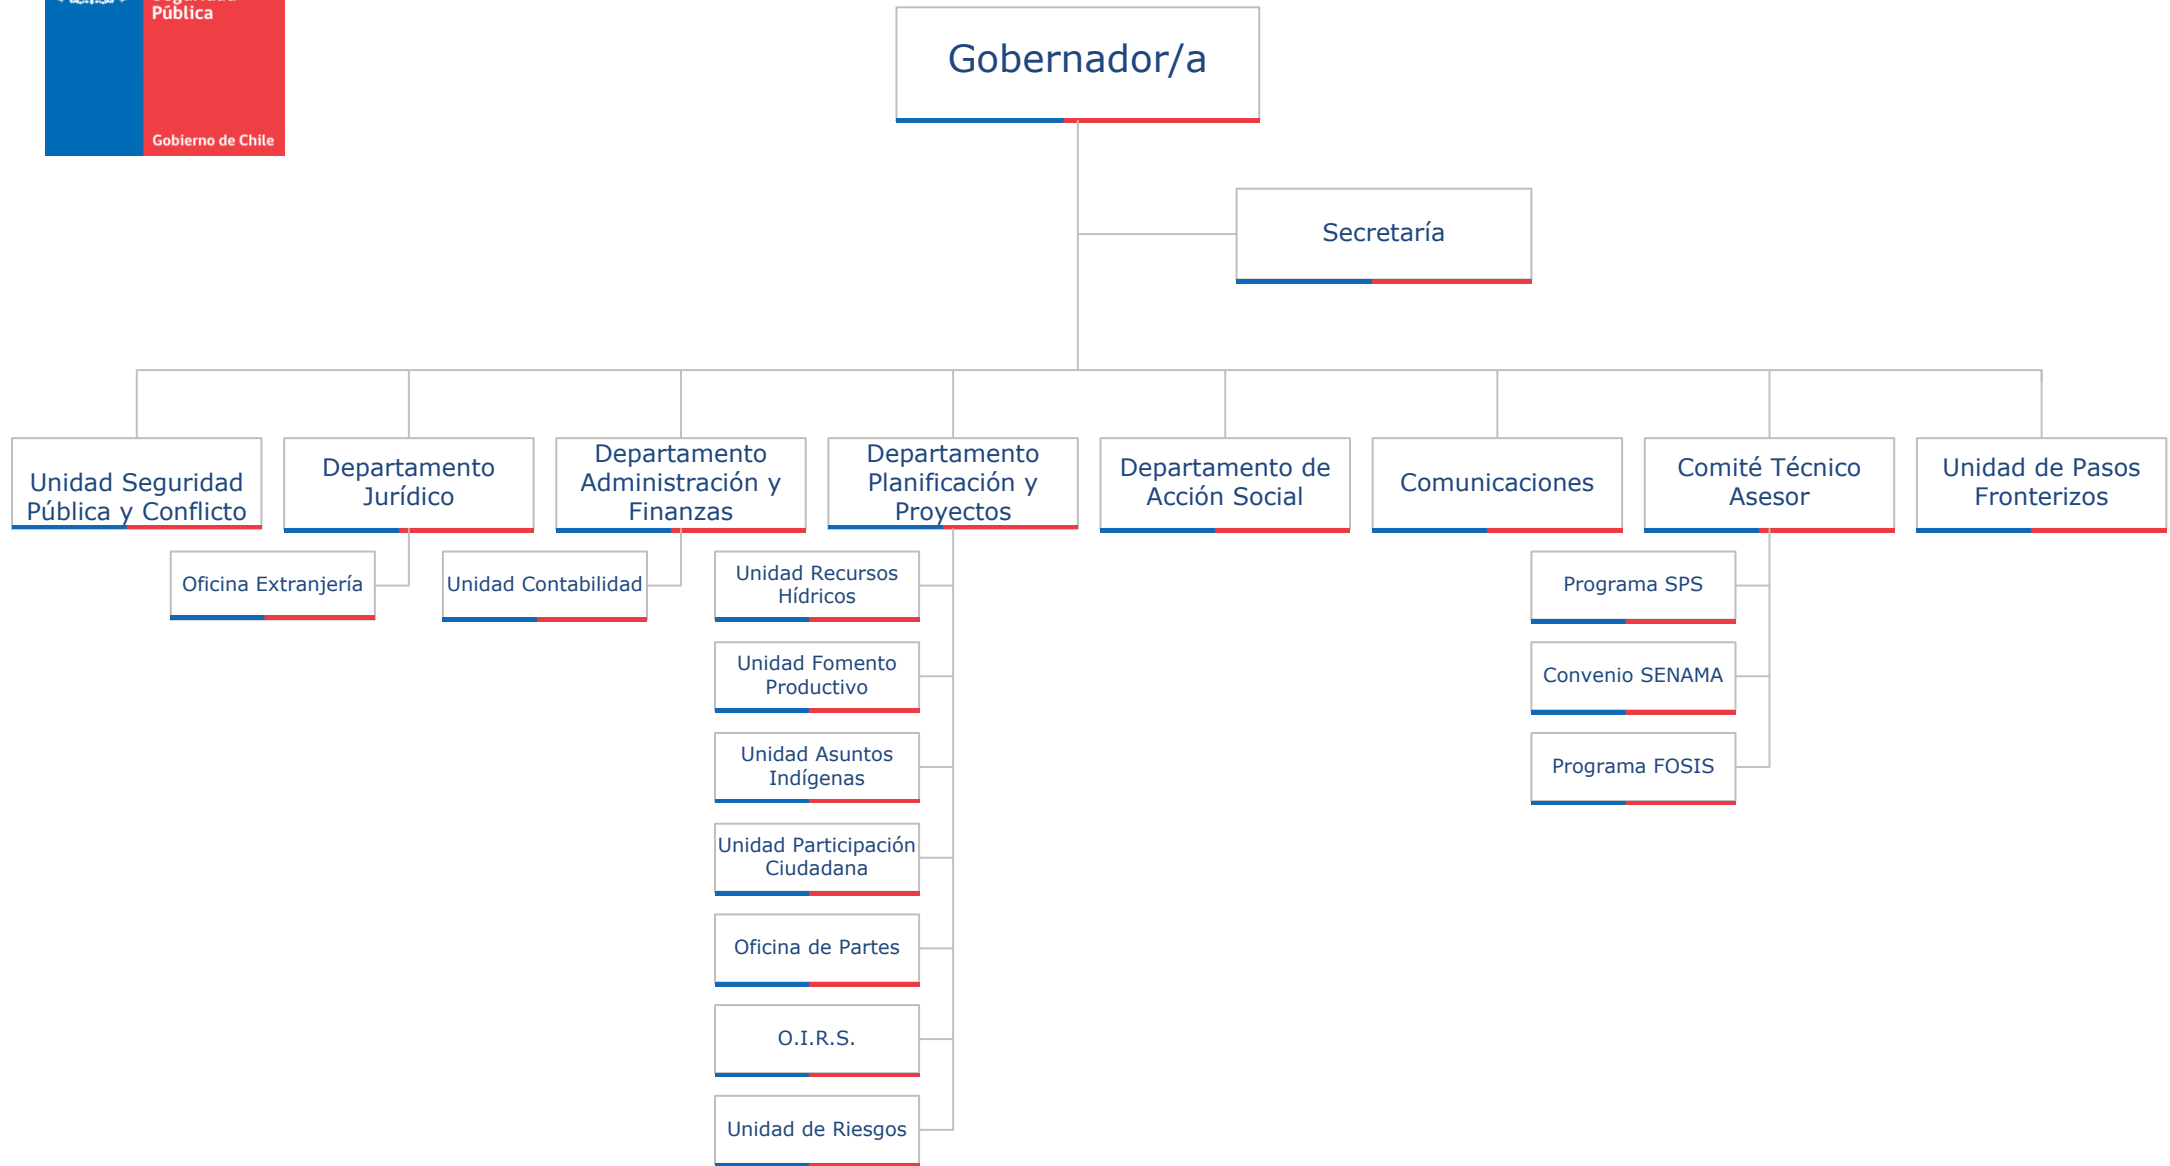 Pública
Gobierno de Chile
Gobernador/a
Secretaría
Unidad Seguridad
Pública y Conflicto
Departamento
Jurídico
Departamento
Administración y
Finanzas
Departamento
Planificación y
Proyectos
Departamento de
Acción Social
Comunicaciones
Comité Técnico
Asesor
Unidad de Pasos
Fronterizos
Oficina Extranjería
Unidad Contabilidad
Unidad Recursos
Hídricos
Unidad Fomento
Productivo
Unidad Asuntos
Indígenas
Unidad Participación
Ciudadana
Oficina de Partes
O.I.R.S.
Unidad de Riesgos
Programa SPS
Convenio SENAMA
Programa FOSIS